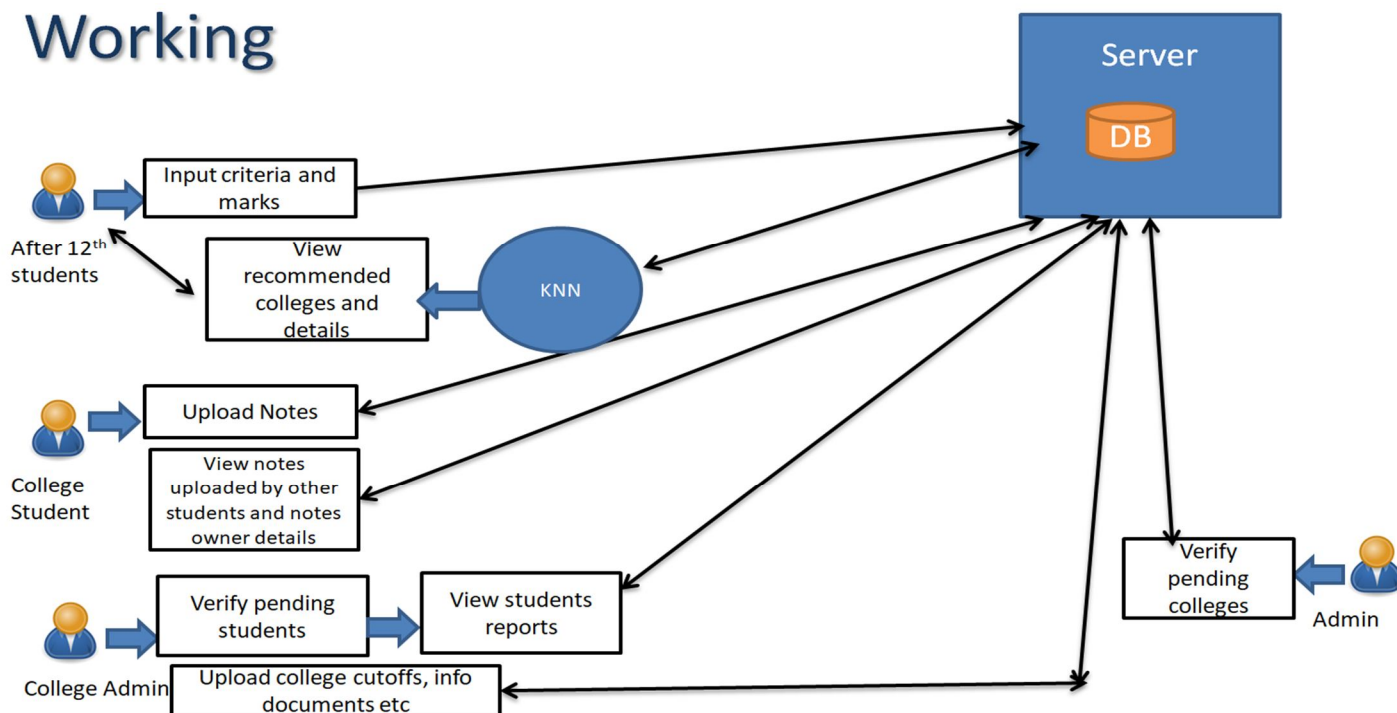 Working
Server
DB
Input criteria and
marks
After 12th
students
View
recommended
colleges and
details
KNN
Upload Notes
View notes
uploaded by other
students and notes
owner details
College
Student
Verify pending
students
View students
reports
College Admin
Upload college cutoffs, info
documents etc
Verify
pending
colleges
Admin